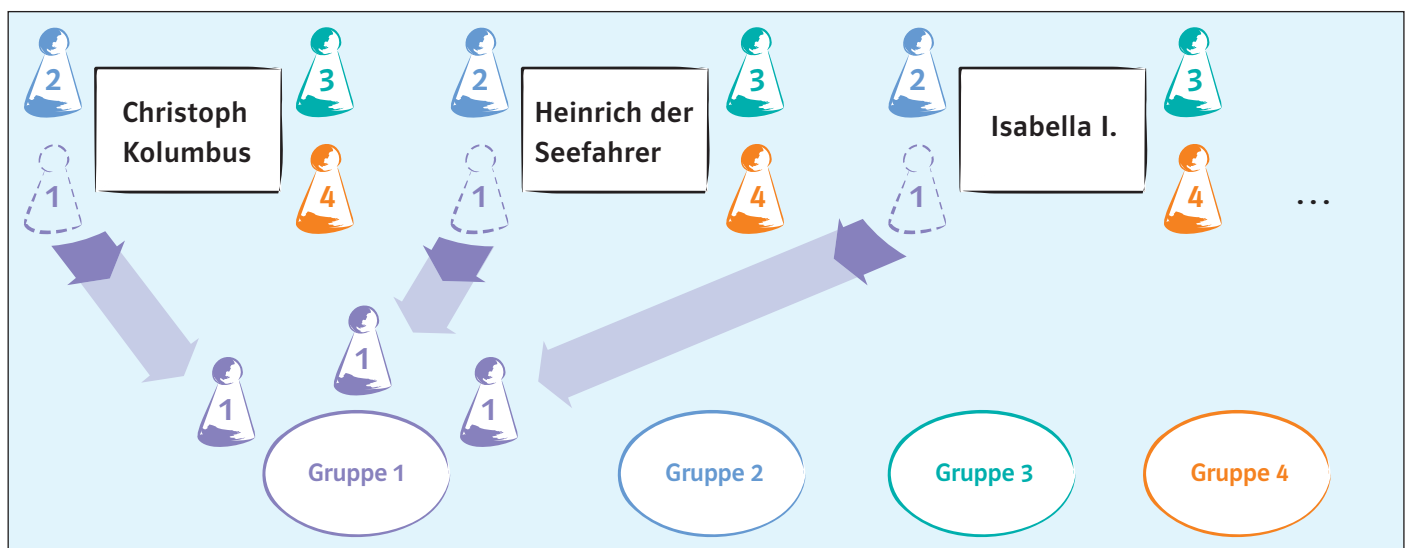 2
3
2
3
2
3
Christoph
Kolumbus
Heinrich der
Seefahrer
Isabella I.
1
4
1
4
1
4
...
1
1
1
Gruppe 1
Gruppe 2
Gruppe 3
Gruppe 4